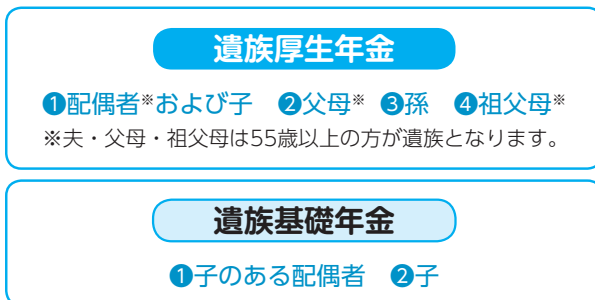 遺族厚生年金
❶配偶者※および子 ❷父母※ ❸孫 ❹祖父母※
※夫・父母・祖父母は55歳以上の方が遺族となります。
遺族基礎年金
❶子のある配偶者 ❷子